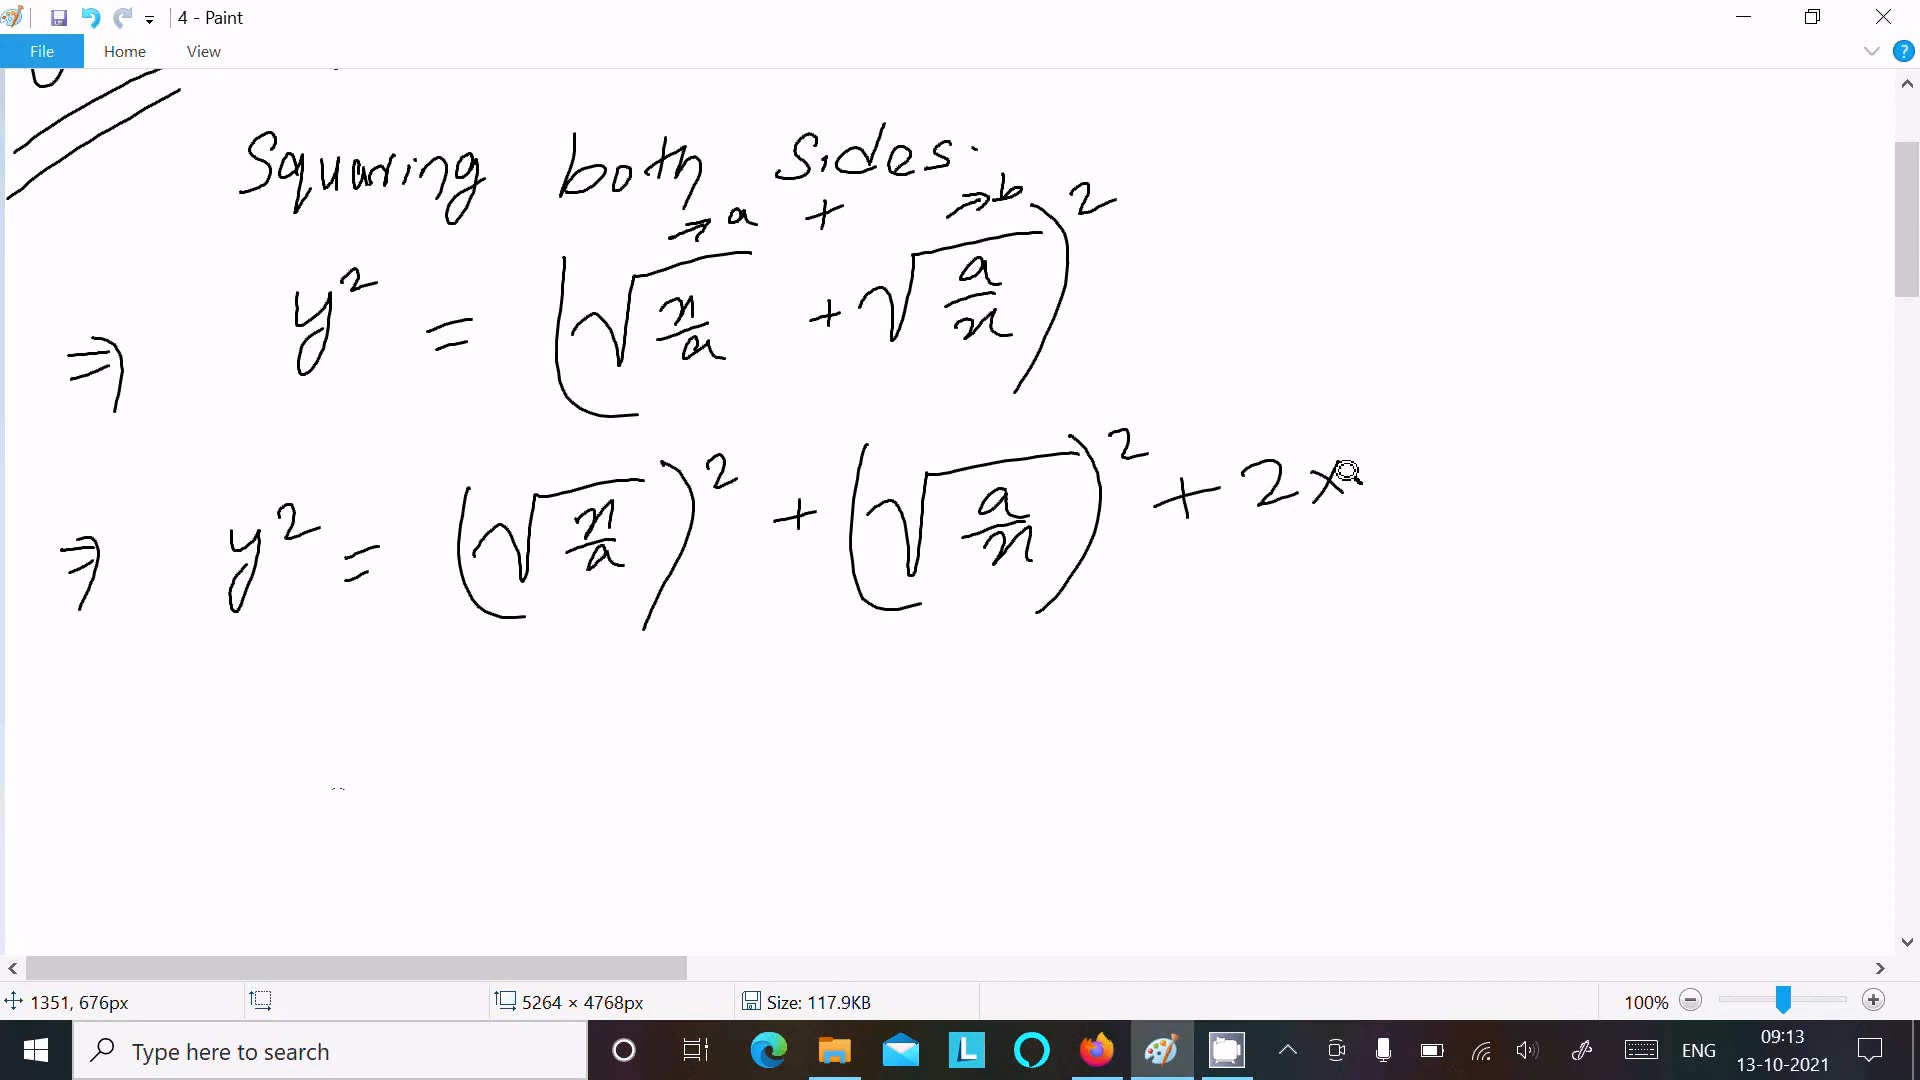 4 - Paint
File Home View
Squaring both sides.
→ a + → b
⇒ y² = (√(x/a) + √(a/x))²
⇒ y² = (√(x/a))² + (√(a/x))² + 2×
1351, 676px 5264 × 4768px Size: 117.9KB 100%
Type here to search
L
ENG 09:13
13-10-2021